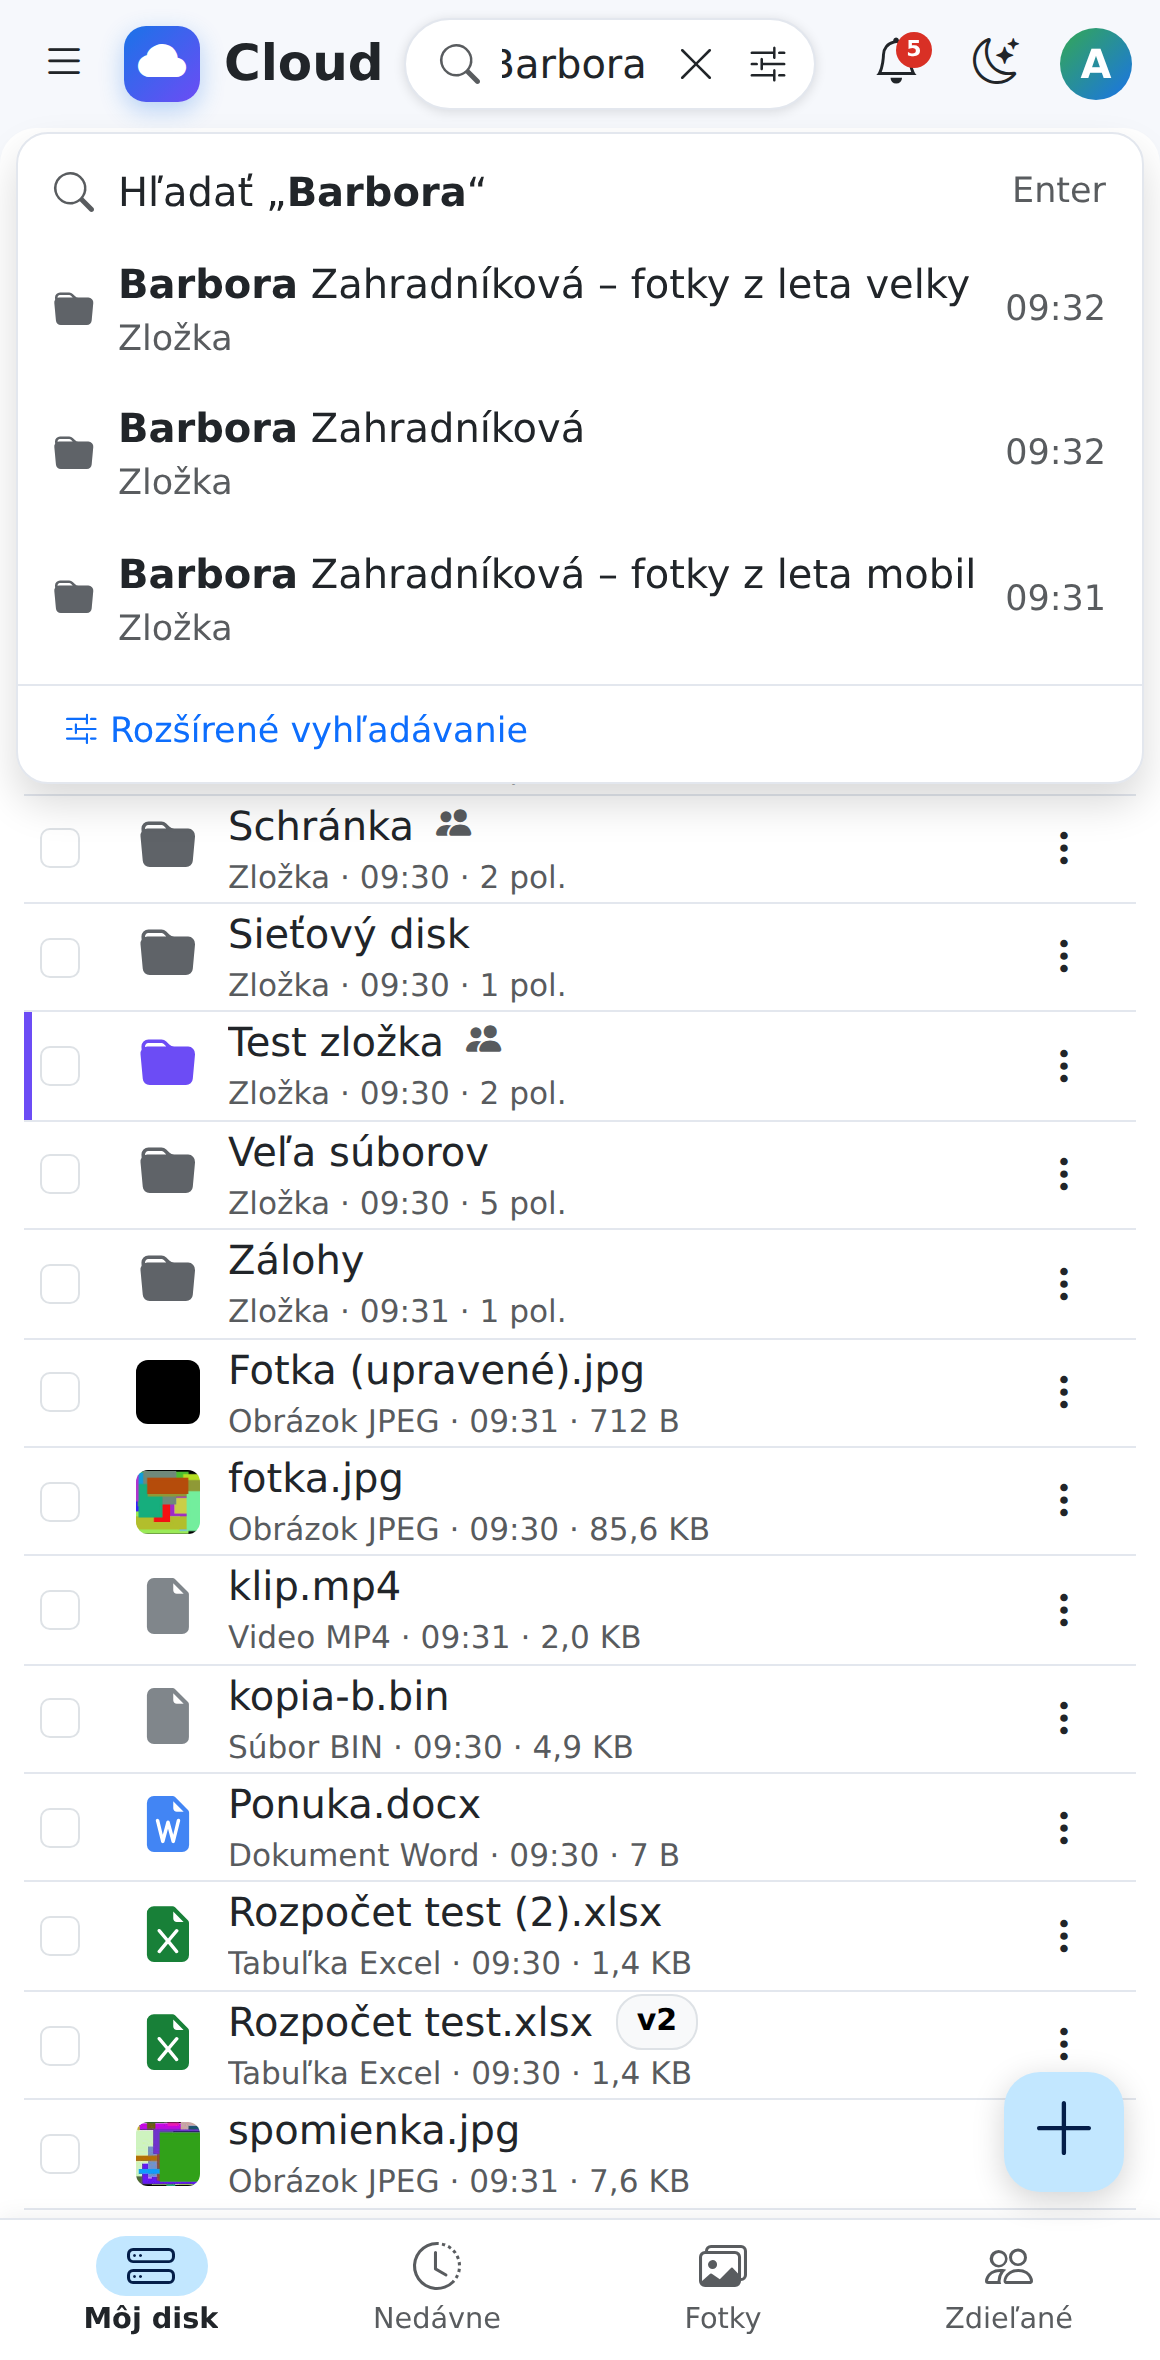 Cloud
Barbora
5
A
Hľadať „Barbora“
Enter
Barbora Zahradníková – fotky z leta velky
Zložka
09:32
Barbora Zahradníková
Zložka
09:32
Barbora Zahradníková – fotky z leta mobil
Zložka
09:31
Rozšírené vyhľadávanie
Schránka
Zložka · 09:30 · 2 pol.
Sieťový disk
Zložka · 09:30 · 1 pol.
Test zložka
Zložka · 09:30 · 2 pol.
Veľa súborov
Zložka · 09:30 · 5 pol.
Zálohy
Zložka · 09:31 · 1 pol.
Fotka (upravené).jpg
Obrázok JPEG · 09:31 · 712 B
fotka.jpg
Obrázok JPEG · 09:30 · 85,6 KB
klip.mp4
Video MP4 · 09:31 · 2,0 KB
kopia-b.bin
Súbor BIN · 09:30 · 4,9 KB
Ponuka.docx
Dokument Word · 09:30 · 7 B
Rozpočet test (2).xlsx
Tabuľka Excel · 09:30 · 1,4 KB
Rozpočet test.xlsx v2
Tabuľka Excel · 09:30 · 1,4 KB
spomienka.jpg
Obrázok JPEG · 09:31 · 7,6 KB
Môj disk
Nedávne
Fotky
Zdieľané